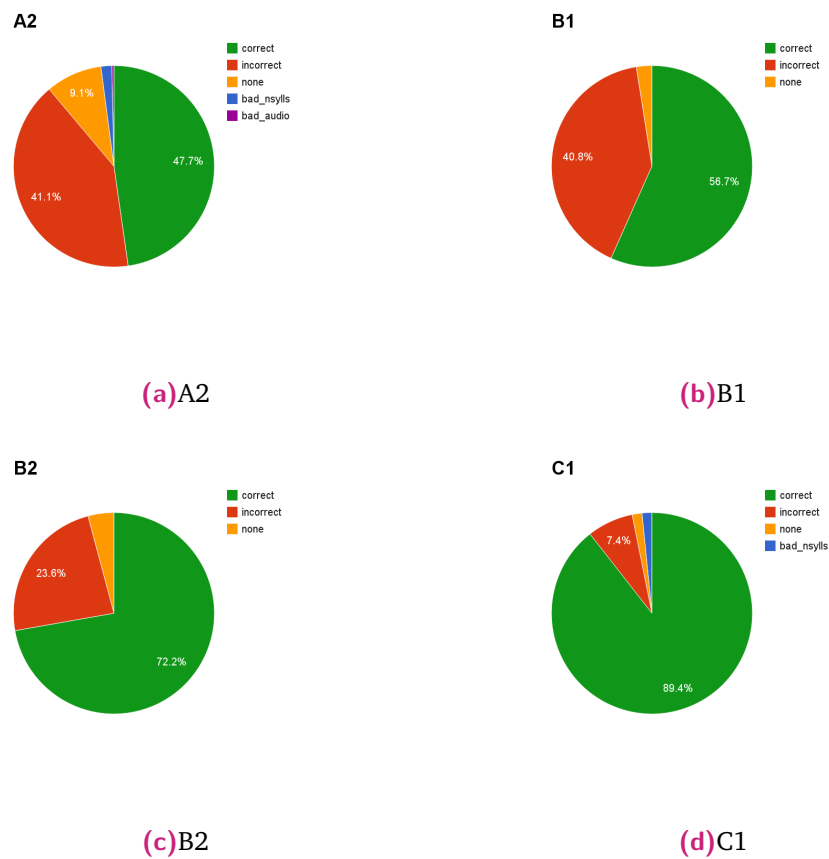 A2
correct
incorrect
none
bad_nsylls
bad_audio
9.1%
47.7%
41.1%
(a)A2
B1
correct
incorrect
none
40.8%
56.7%
(b)B1
B2
correct
incorrect
none
23.6%
72.2%
(c)B2
C1
correct
incorrect
none
bad_nsylls
7.4%
89.4%
(d)C1